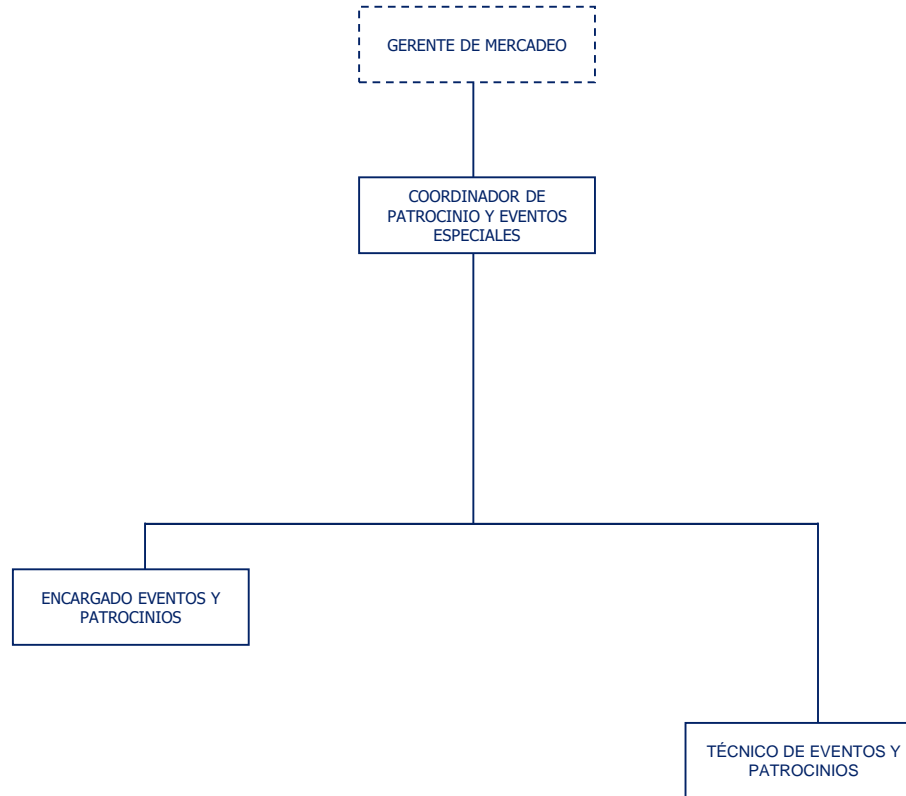 GERENTE DE MERCADEO
COORDINADOR DE
PATROCINIO Y EVENTOS
ESPECIALES
ENCARGADO EVENTOS Y
PATROCINIOS
TÉCNICO DE EVENTOS Y
PATROCINIOS